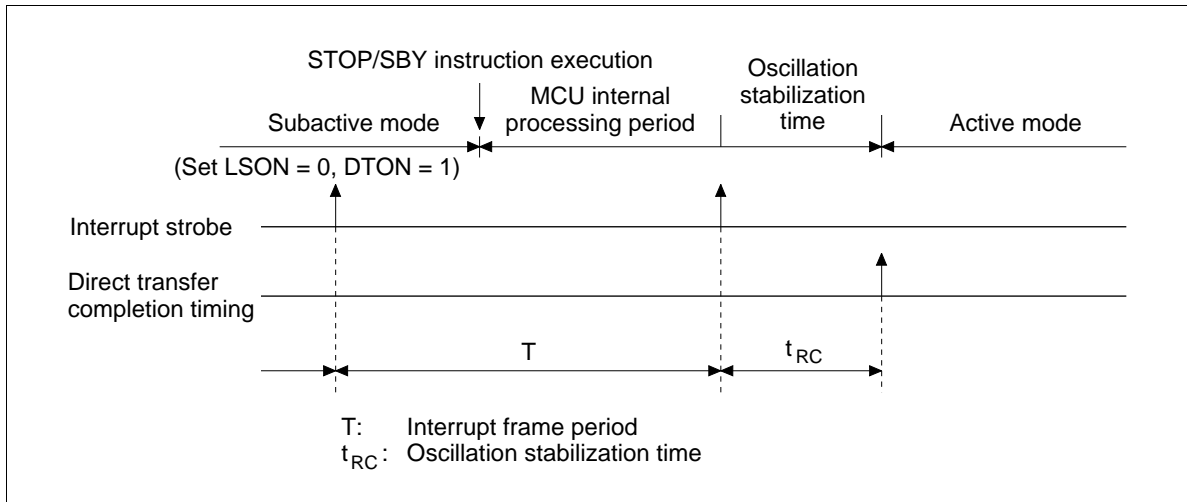 STOP/SBY instruction execution
Oscillation
stabilization
time
MCU internal
processing period
Subactive mode
Active mode
(Set LSON = 0, DTON = 1)
Interrupt strobe
Direct transfer
completion timing
T
tRC
T: Interrupt frame period
tRC: Oscillation stabilization time